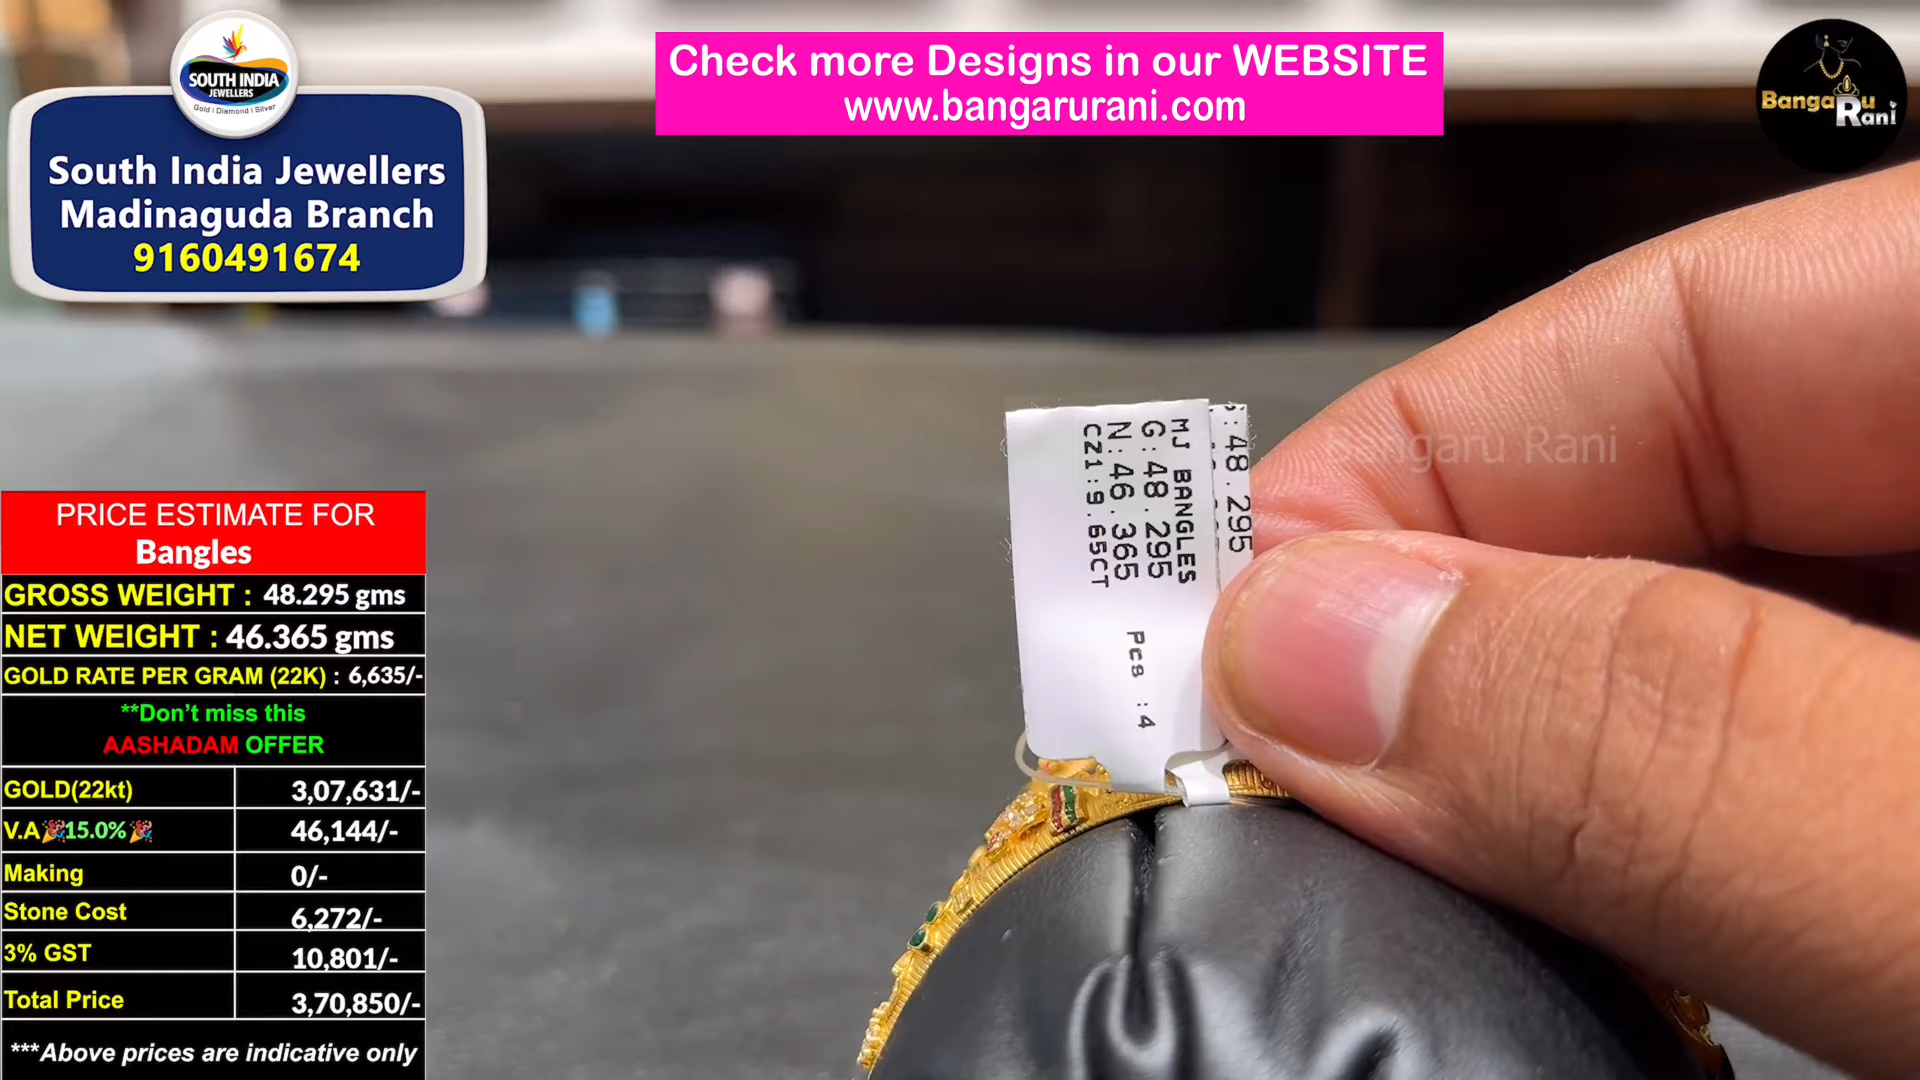 SOUTH INDIA
JEWELLERS
Gold | Diamond | Silver
South India Jewellers
Madinaguda Branch
9160491674
Check more Designs in our WEBSITE
www.bangarurani.com
BangaRu
Rani
Bangaru Rani
MJ BANGLES
G:48.295
N:46.365
CZ1:9.65CT
Pcs :4
:48.295
PRICE ESTIMATE FOR
Bangles
GROSS WEIGHT : 48.295 gms
NET WEIGHT : 46.365 gms
GOLD RATE PER GRAM (22K) : 6,635/-
**Don't miss this
AASHADAM OFFER
GOLD(22kt) 3,07,631/-
V.A🎉15.0%🎉 46,144/-
Making 0/-
Stone Cost 6,272/-
3% GST 10,801/-
Total Price 3,70,850/-
***Above prices are indicative only